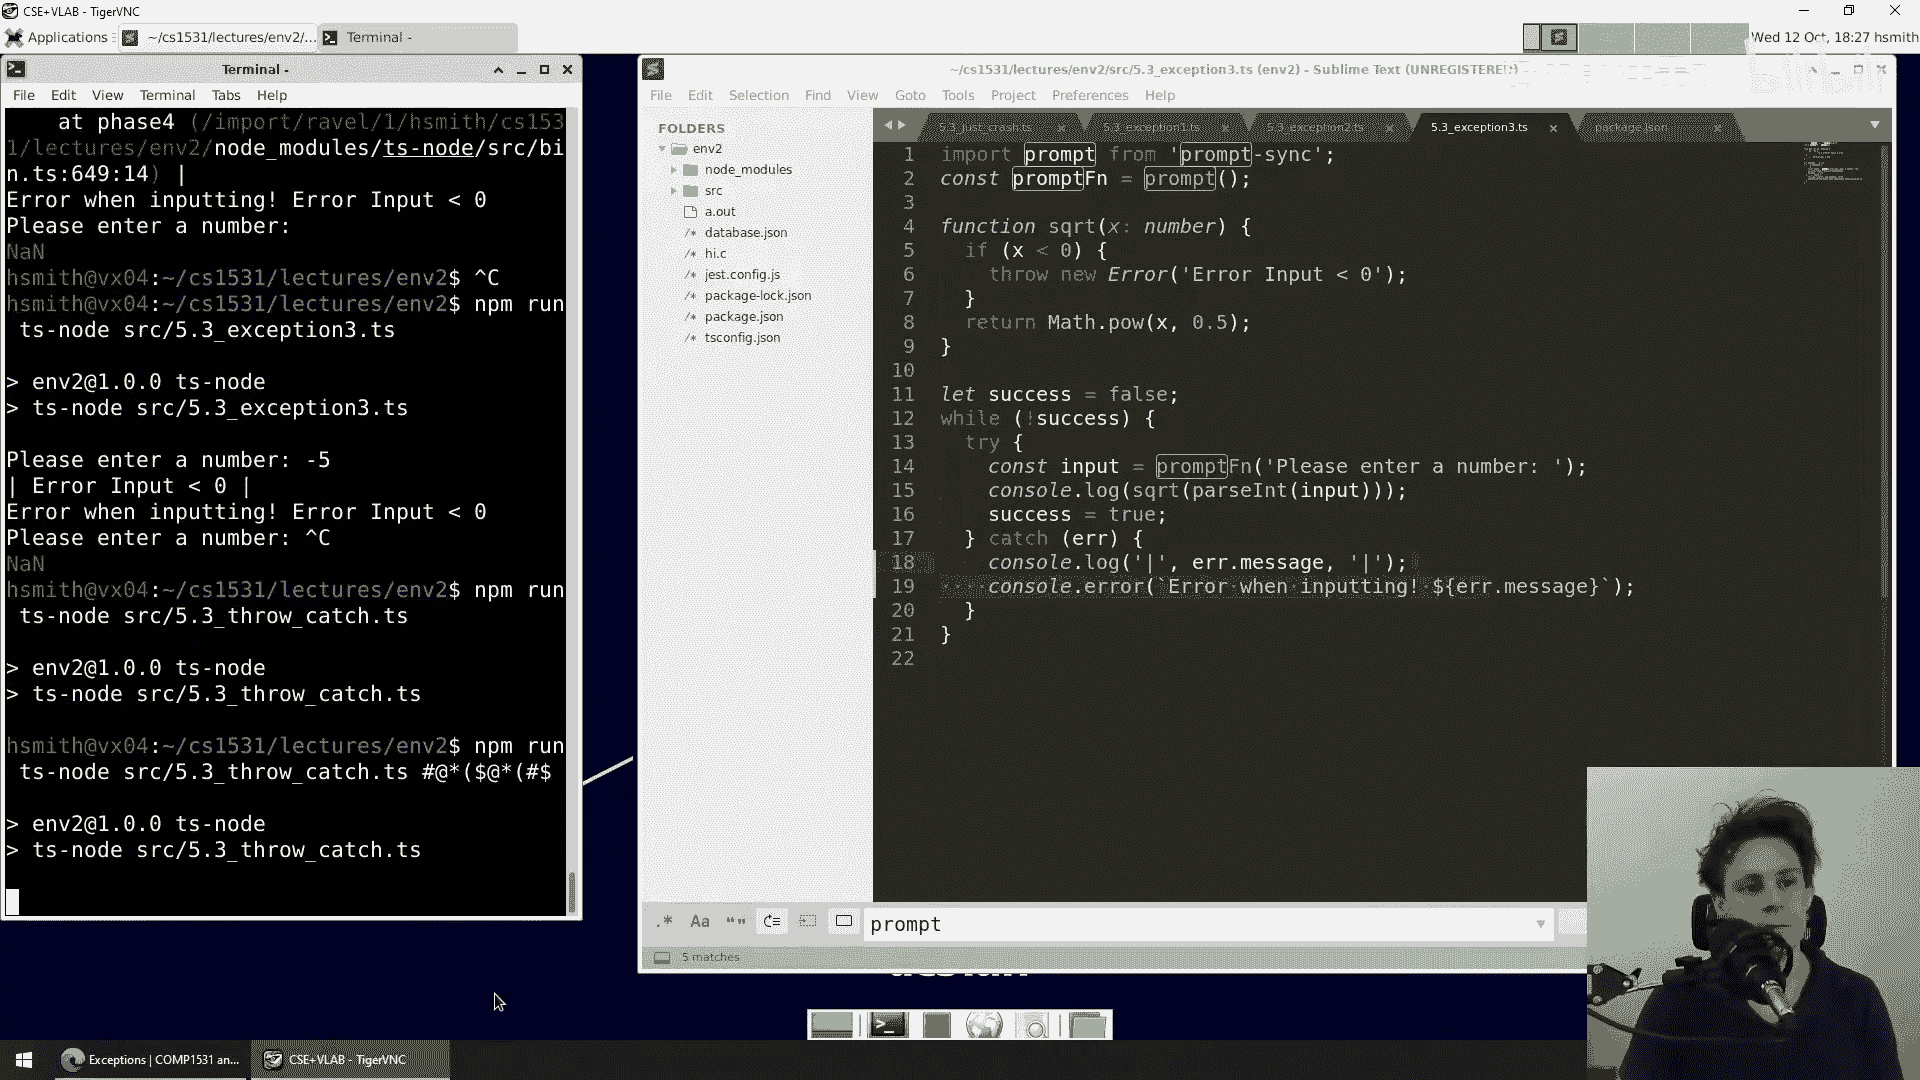 CSE+VLAB - TigerVNC
Applications
~/cs1531/lectures/env2/...
Terminal -
Wed 12 Oct, 18:27 hsmith
Terminal -
File Edit View Terminal Tabs Help
at phase4 (/import/ravel/1/hsmith/cs153
1/lectures/env2/node_modules/ts-node/src/bi
n.ts:649:14) |
Error when inputting! Error Input < 0
Please enter a number:
NaN
hsmith@vx04:~/cs1531/lectures/env2$ ^C
hsmith@vx04:~/cs1531/lectures/env2$ npm run
ts-node src/5.3_exception3.ts
> env2@1.0.0 ts-node
> ts-node src/5.3_exception3.ts
Please enter a number: -5
| Error Input < 0 |
Error when inputting! Error Input < 0
Please enter a number: ^C
NaN
hsmith@vx04:~/cs1531/lectures/env2$ npm run
ts-node src/5.3_throw_catch.ts
> env2@1.0.0 ts-node
> ts-node src/5.3_throw_catch.ts
hsmith@vx04:~/cs1531/lectures/env2$ npm run
ts-node src/5.3_throw_catch.ts #@*($@*(#$
> env2@1.0.0 ts-node
> ts-node src/5.3_throw_catch.ts
~/cs1531/lectures/env2/src/5.3_exception3.ts (env2) - Sublime Text (UNREGISTERED)
File Edit Selection Find View Goto Tools Project Preferences Help
FOLDERS
env2
node_modules
src
a.out
/* database.json
/* hi.c
/* jest.config.js
/* package-lock.json
/* package.json
/* tsconfig.json
5.3_just_crash.ts
5.3_exception1.ts
5.3_exception2.ts
5.3_exception3.ts
package.json
1 import prompt from 'prompt-sync';
2 const promptFn = prompt();
3
4 function sqrt(x: number) {
5 if (x < 0) {
6 throw new Error('Error Input < 0');
7 }
8 return Math.pow(x, 0.5);
9 }
10
11 let success = false;
12 while (!success) {
13 try {
14 const input = promptFn('Please enter a number: ');
15 console.log(sqrt(parseInt(input)));
16 success = true;
17 } catch (err) {
18 console.log('|', err.message, '|');
19 console.error(`Error when inputting! ${err.message}`);
20 }
21 }
22
.* Aa "" prompt
5 matches
Exceptions | COMP1531 an...
CSE+VLAB - TigerVNC